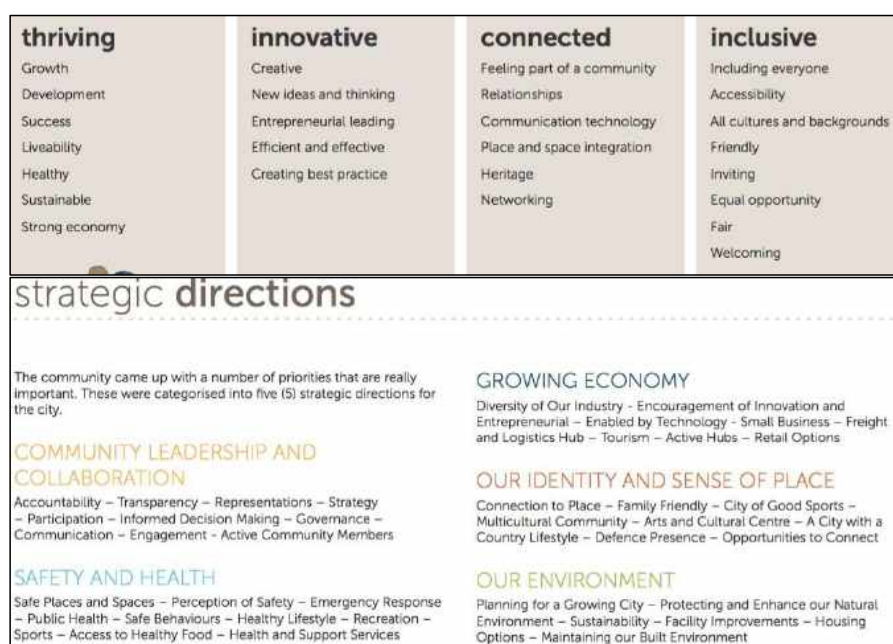 thriving
Growth
Development
Success
Liveability
Healthy
Sustainable
Strong economy
innovative
Creative
New ideas and thinking
Entrepreneurial leading
Efficient and effective
Creating best practice
connected
Feeling part of a community
Relationships
Communication technology
Place and space integration
Heritage
Networking
inclusive
Including everyone
Accessibility
All cultures and backgrounds
Friendly
Inviting
Equal opportunity
Fair
Welcoming
strategic directions
The community came up with a number of priorities that are really
important. These were categorised into five (5) strategic directions for
the city.
COMMUNITY LEADERSHIP AND
COLLABORATION
Accountability – Transparency – Representations – Strategy
– Participation – Informed Decision Making – Governance –
Communication – Engagement - Active Community Members
SAFETY AND HEALTH
Safe Places and Spaces – Perception of Safety – Emergency Response
– Public Health – Safe Behaviours – Healthy Lifestyle – Recreation –
Sports – Access to Healthy Food – Health and Support Services
GROWING ECONOMY
Diversity of Our Industry - Encouragement of Innovation and
Entrepreneurial – Enabled by Technology - Small Business – Freight
and Logistics Hub – Tourism – Active Hubs – Retail Options
OUR IDENTITY AND SENSE OF PLACE
Connection to Place – Family Friendly – City of Good Sports –
Multicultural Community – Arts and Cultural Centre – A City with a
Country Lifestyle – Defence Presence – Opportunities to Connect
OUR ENVIRONMENT
Planning for a Growing City – Protecting and Enhance our Natural
Environment – Sustainability – Facility Improvements – Housing
Options – Maintaining our Built Environment